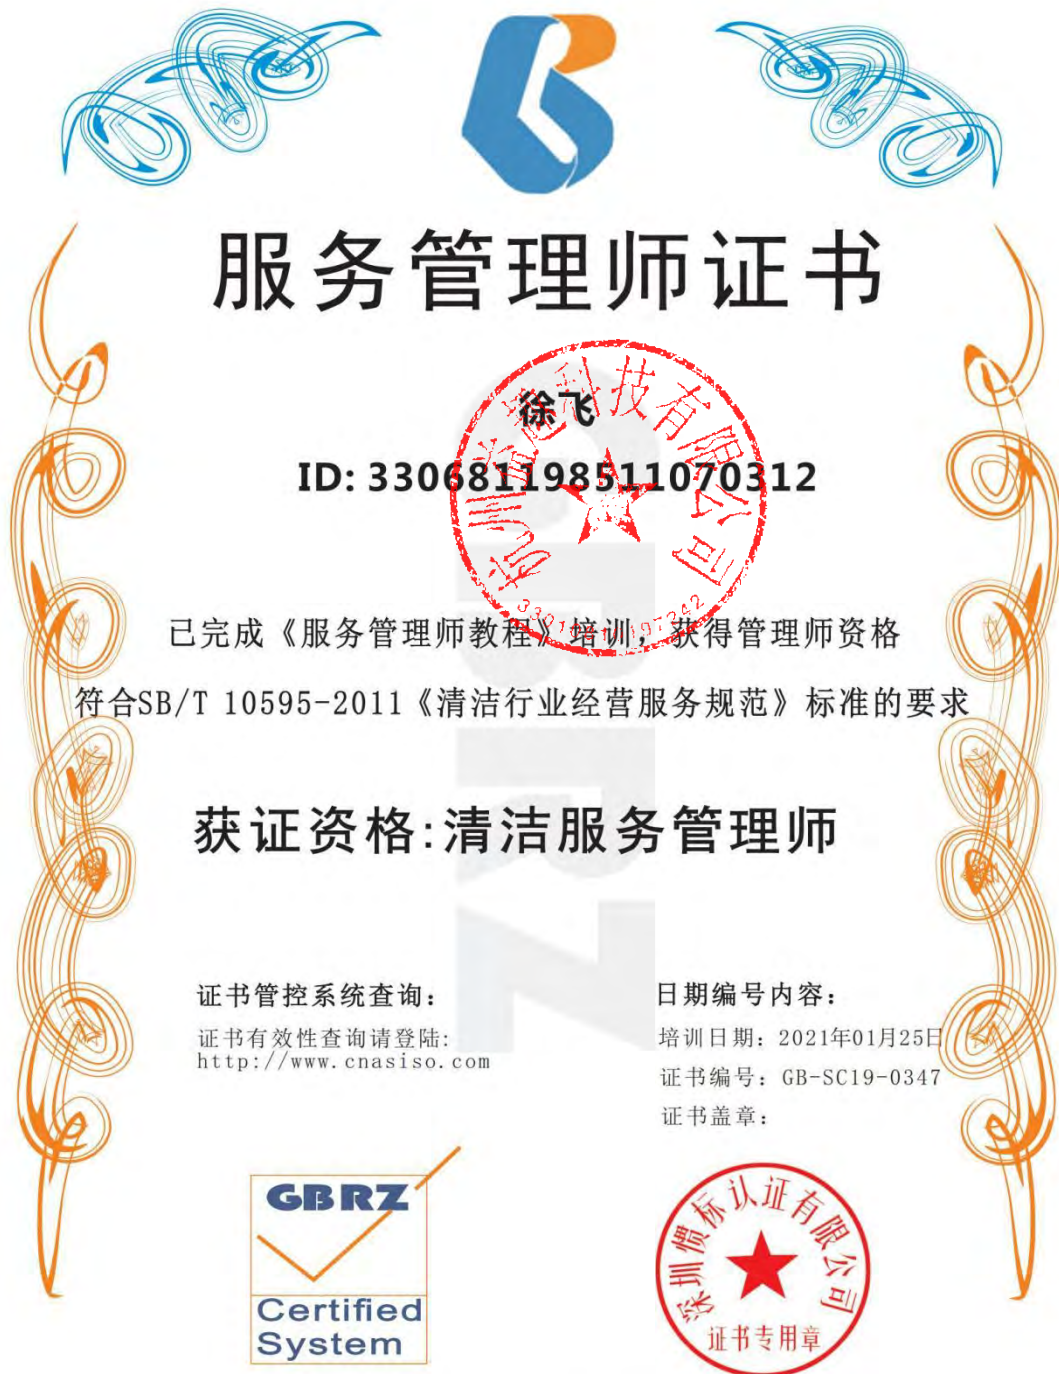 服务管理师证书
徐飞
ID: 330681198511070312
科技有限公司
已完成《服务管理师教程》培训，获得管理师资格
符合SB/T 10595-2011《清洁行业经营服务规范》标准的要求
获证资格:清洁服务管理师
证书管控系统查询：
证书有效性查询请登陆:
http://www.cnasiso.com
日期编号内容：
培训日期：2021年01月25日
证书编号：GB-SC19-0347
证书盖章：
GBRZ
Certified
System
深圳惯标认证有限公司
证书专用章
GBRZ